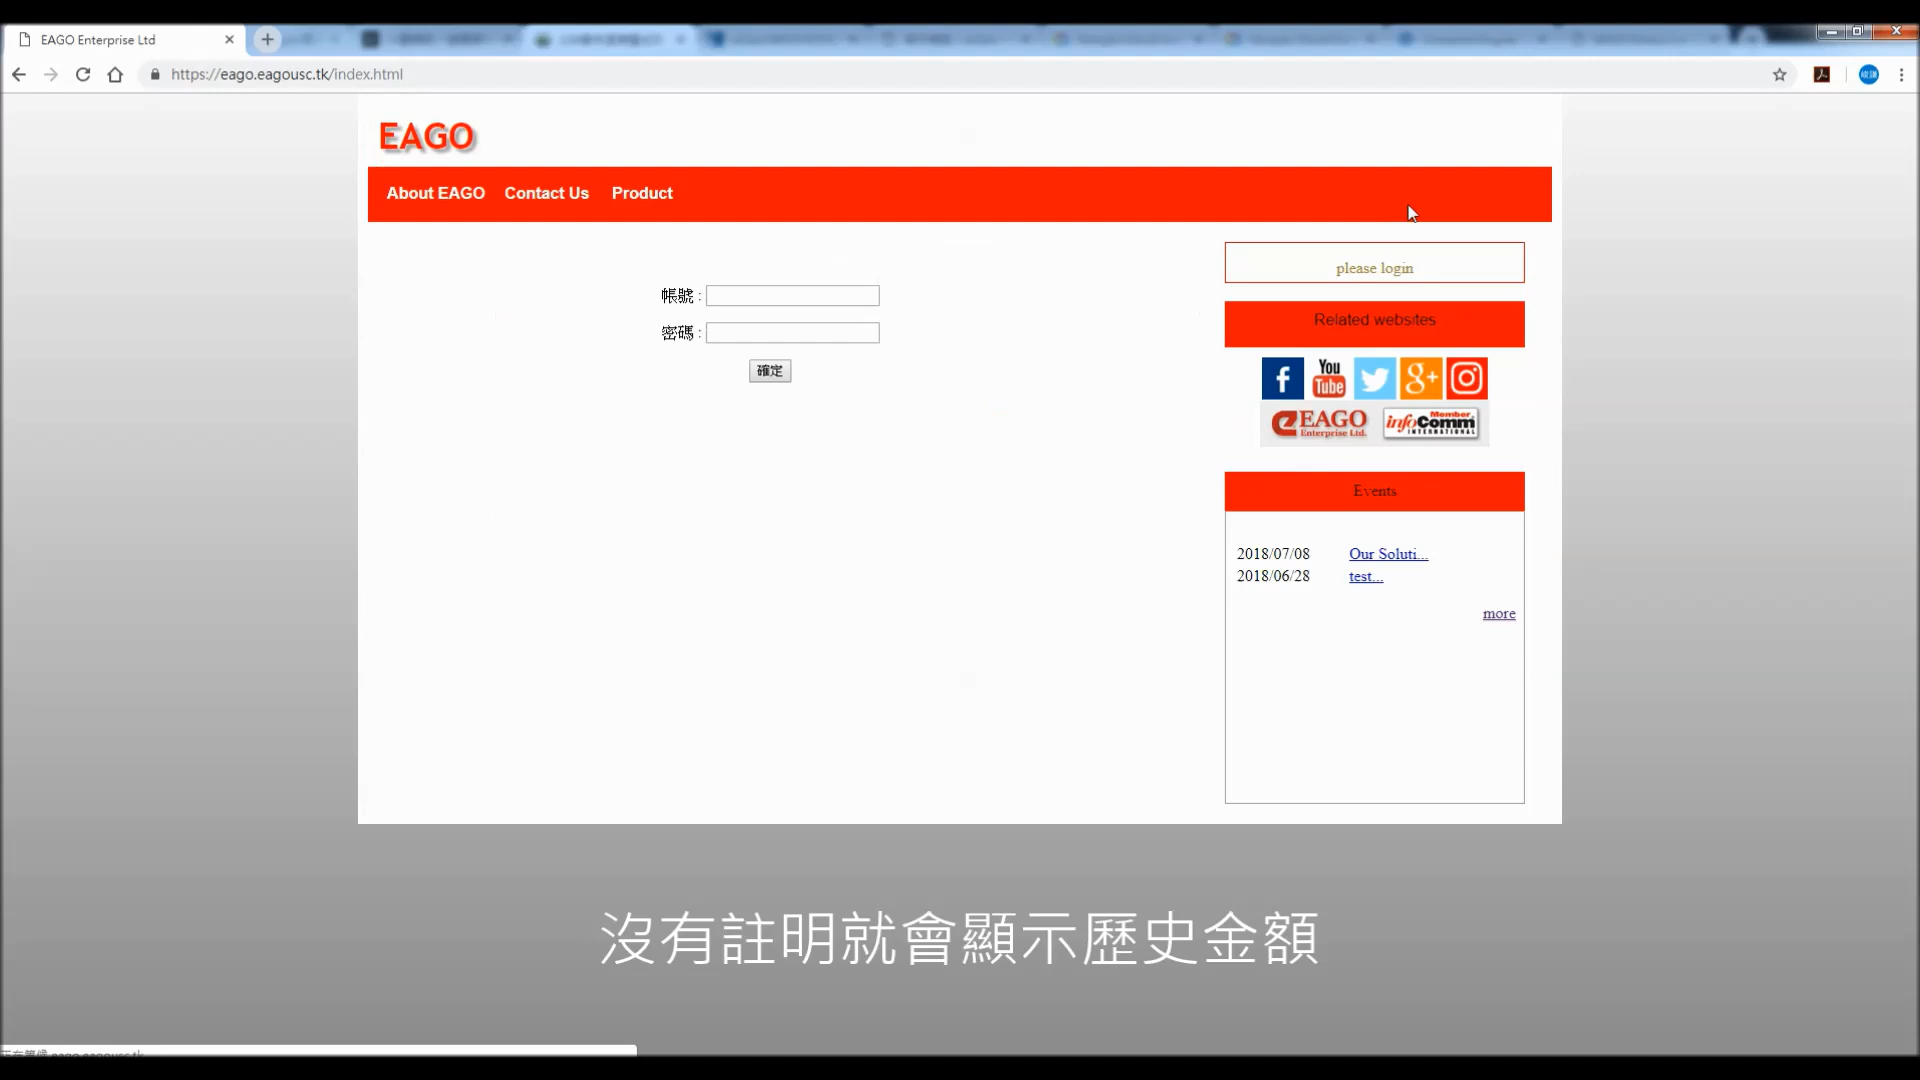 EAGO Enterprise Ltd
https://eago.eagousc.tk/index.html
EAGO
About EAGO Contact Us Product
please login
帳號 :
密碼 :
確定
Related websites
You
Tube
g+
EAGO
Enterprise Ltd.
Member
infoComm
INTERNATIONAL
Events
2018/07/08 Our Soluti...
2018/06/28 test...
more
沒有註明就會顯示歷史金額